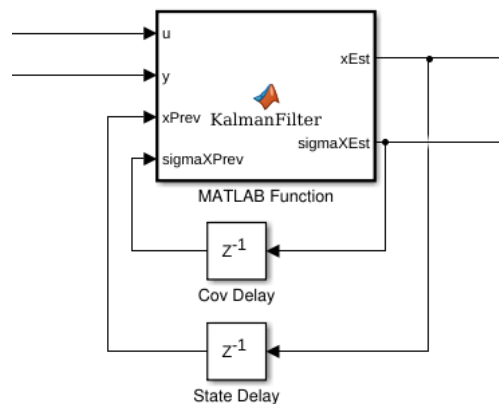 u
xEst
y
xPrev
KalmanFilter
sigmaXEst
sigmaXPrev
MATLAB Function
Z-1
Cov Delay
Z-1
State Delay